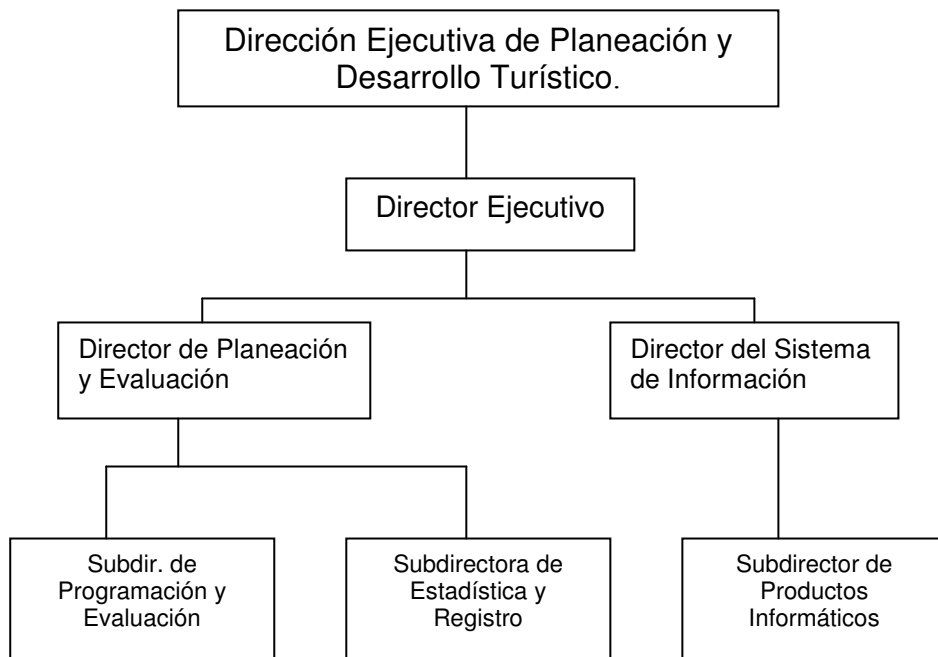 Dirección Ejecutiva de Planeación y
Desarrollo Turístico.
Director Ejecutivo
Director de Planeación
y Evaluación
Director del Sistema
de Información
Subdir. de
Programación y
Evaluación
Subdirectora de
Estadística y
Registro
Subdirector de
Productos
Informáticos